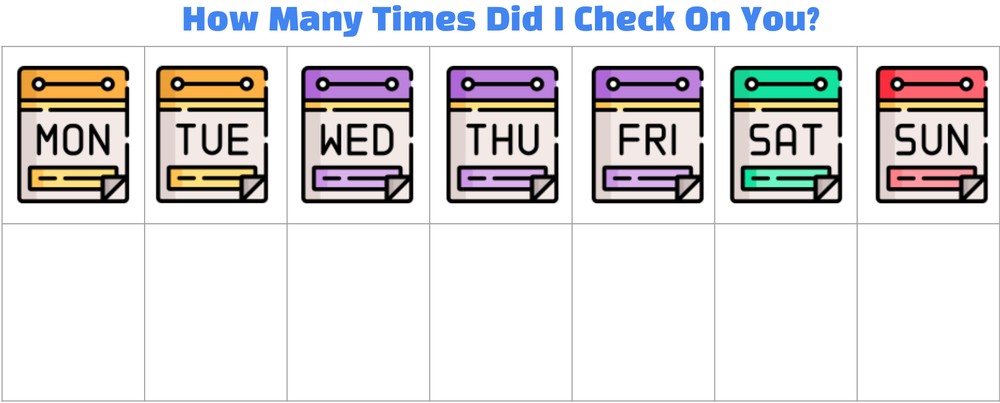 How Many Times Did I Check On You?
MON TUE WED THU FRI SAT SUN